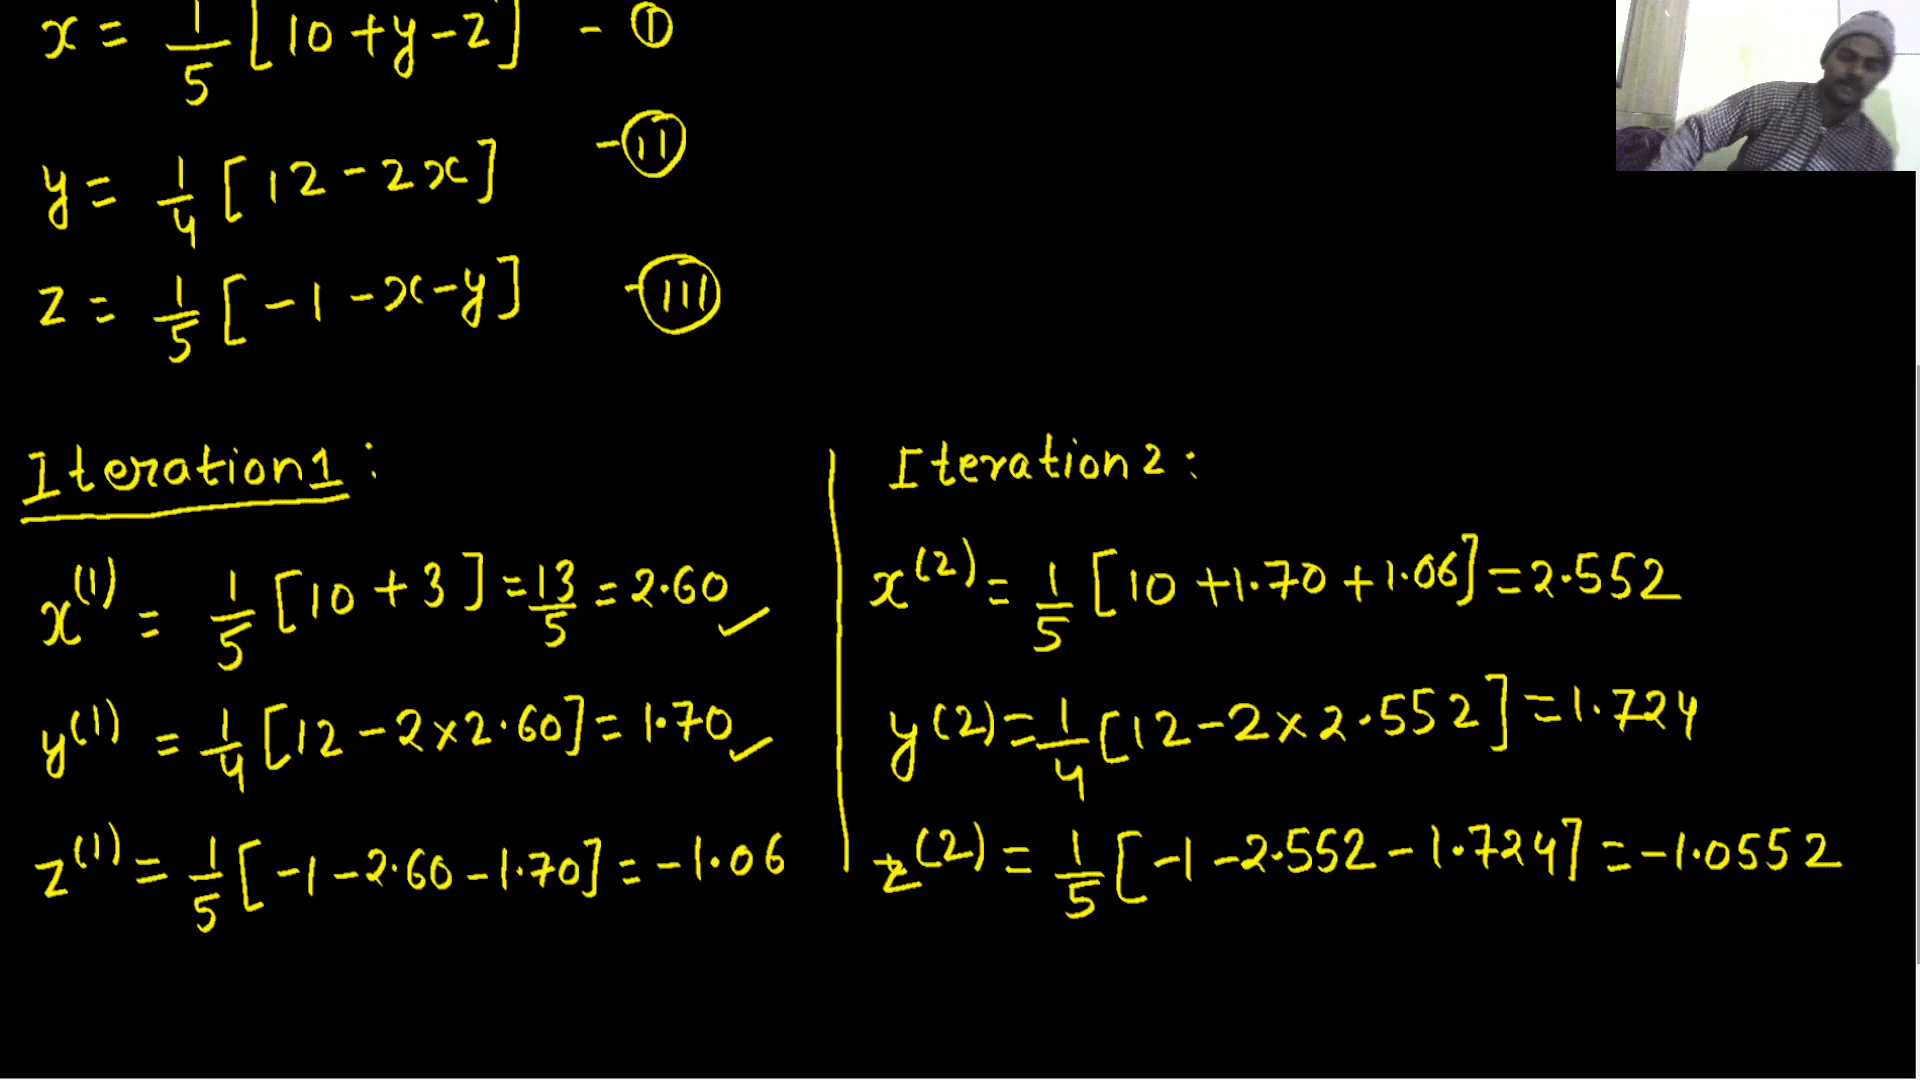 x = 1/5 [10 + y - z] - (I)
y = 1/4 [12 - 2x] - (II)
z = 1/5 [-1 - x - y] - (III)
Iteration 1 :
x^(1) = 1/5 [10 + 3] = 13/5 = 2.60 ✓
y^(1) = 1/4 [12 - 2 × 2.60] = 1.70 ✓
z^(1) = 1/5 [-1 - 2.60 - 1.70] = -1.06
Iteration 2 :
x^(2) = 1/5 [10 + 1.70 + 1.06] = 2.552
y^(2) = 1/4 [12 - 2 × 2.552] = 1.724
z^(2) = 1/5 [-1 - 2.552 - 1.724] = -1.0552